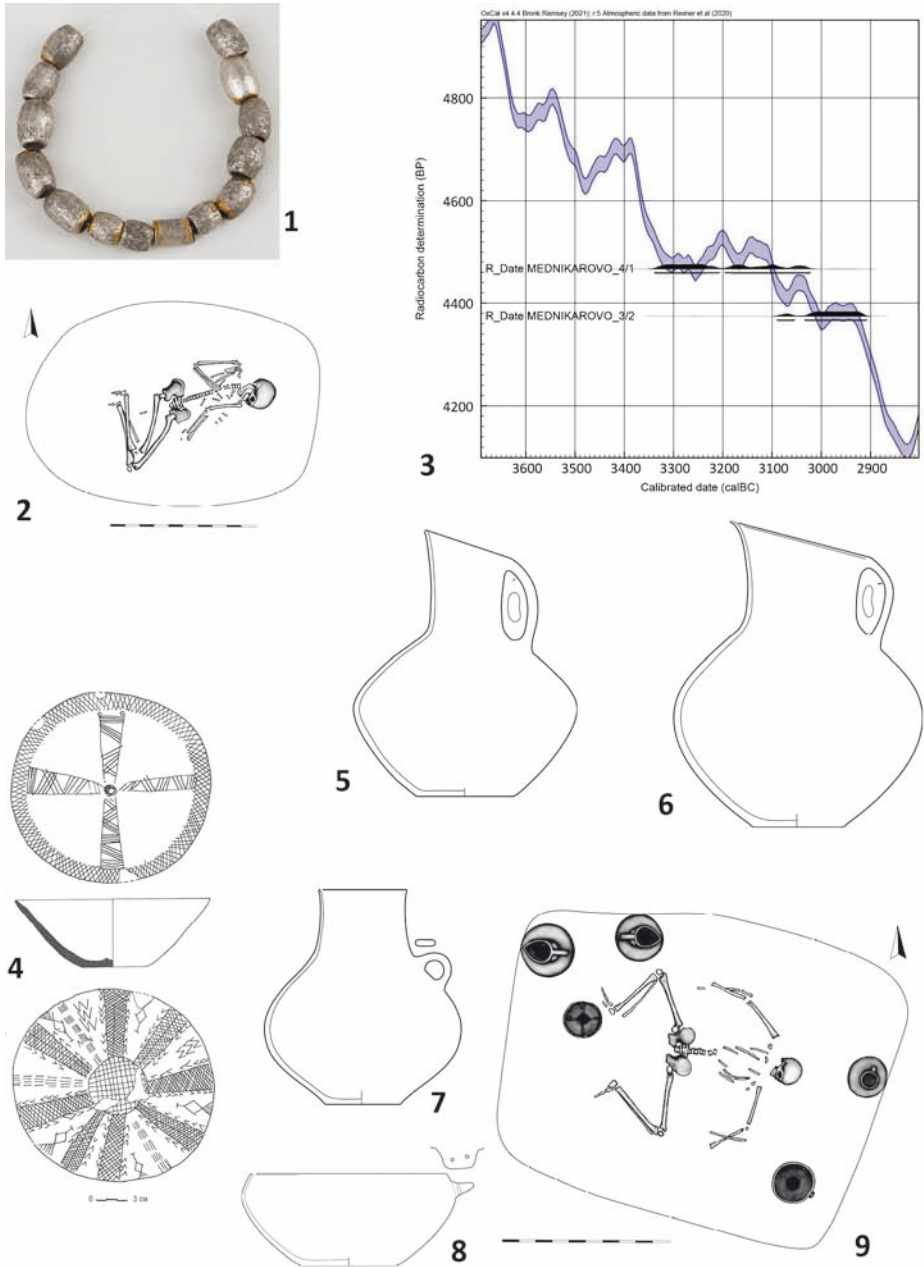 1
OxCal v4.4.4 Bronk Ramsey (2021); r:5 Atmospheric data from Reimer et al (2020)
4800
4600
4400
4200
Radiocarbon determination (BP)
R_Date MEDNIKAROVO_4/1
R_Date MEDNIKAROVO_3/2
3600 3500 3400 3300 3200 3100 3000 2900
Calibrated date (calBC)
3
2
5
6
4
7
0 3 см
8
9